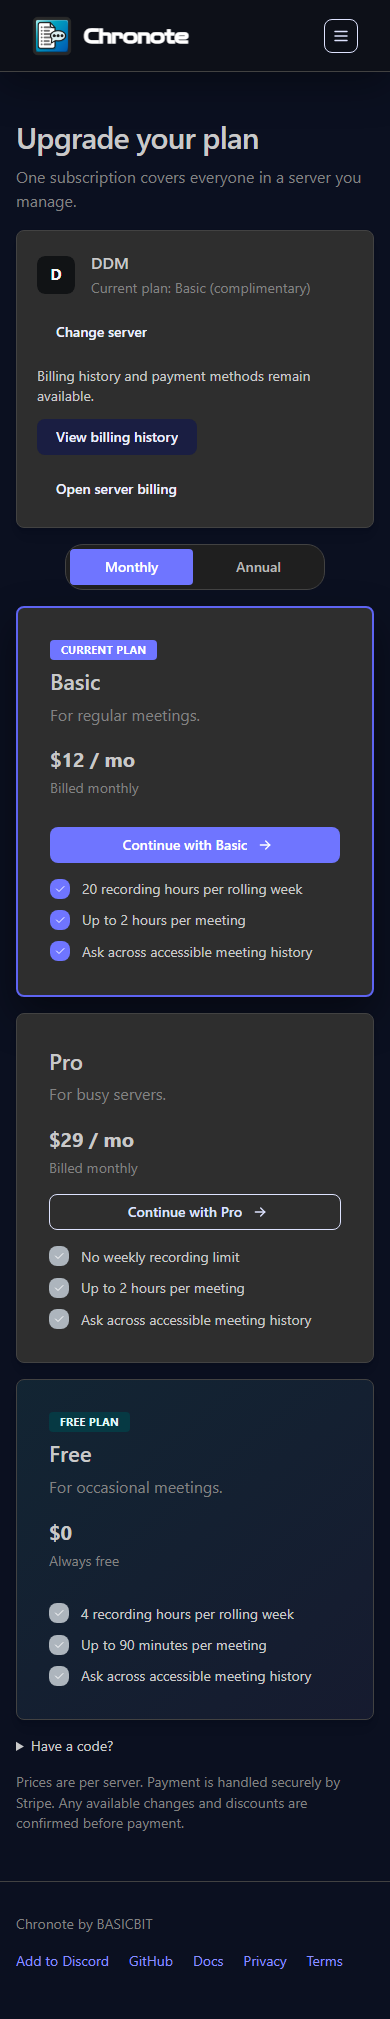 Chronote
Upgrade your plan
One subscription covers everyone in a server you
manage.
D
DDM
Current plan: Basic (complimentary)
Change server
Billing history and payment methods remain
available.
View billing history
Open server billing
Monthly
Annual
CURRENT PLAN
Basic
For regular meetings.
$12 / mo
Billed monthly
Continue with Basic →
20 recording hours per rolling week
Up to 2 hours per meeting
Ask across accessible meeting history
Pro
For busy servers.
$29 / mo
Billed monthly
Continue with Pro →
No weekly recording limit
Up to 2 hours per meeting
Ask across accessible meeting history
FREE PLAN
Free
For occasional meetings.
$0
Always free
4 recording hours per rolling week
Up to 90 minutes per meeting
Ask across accessible meeting history
Have a code?
Prices are per server. Payment is handled securely by
Stripe. Any available changes and discounts are
confirmed before payment.
Chronote by BASICBIT
Add to Discord GitHub Docs Privacy Terms